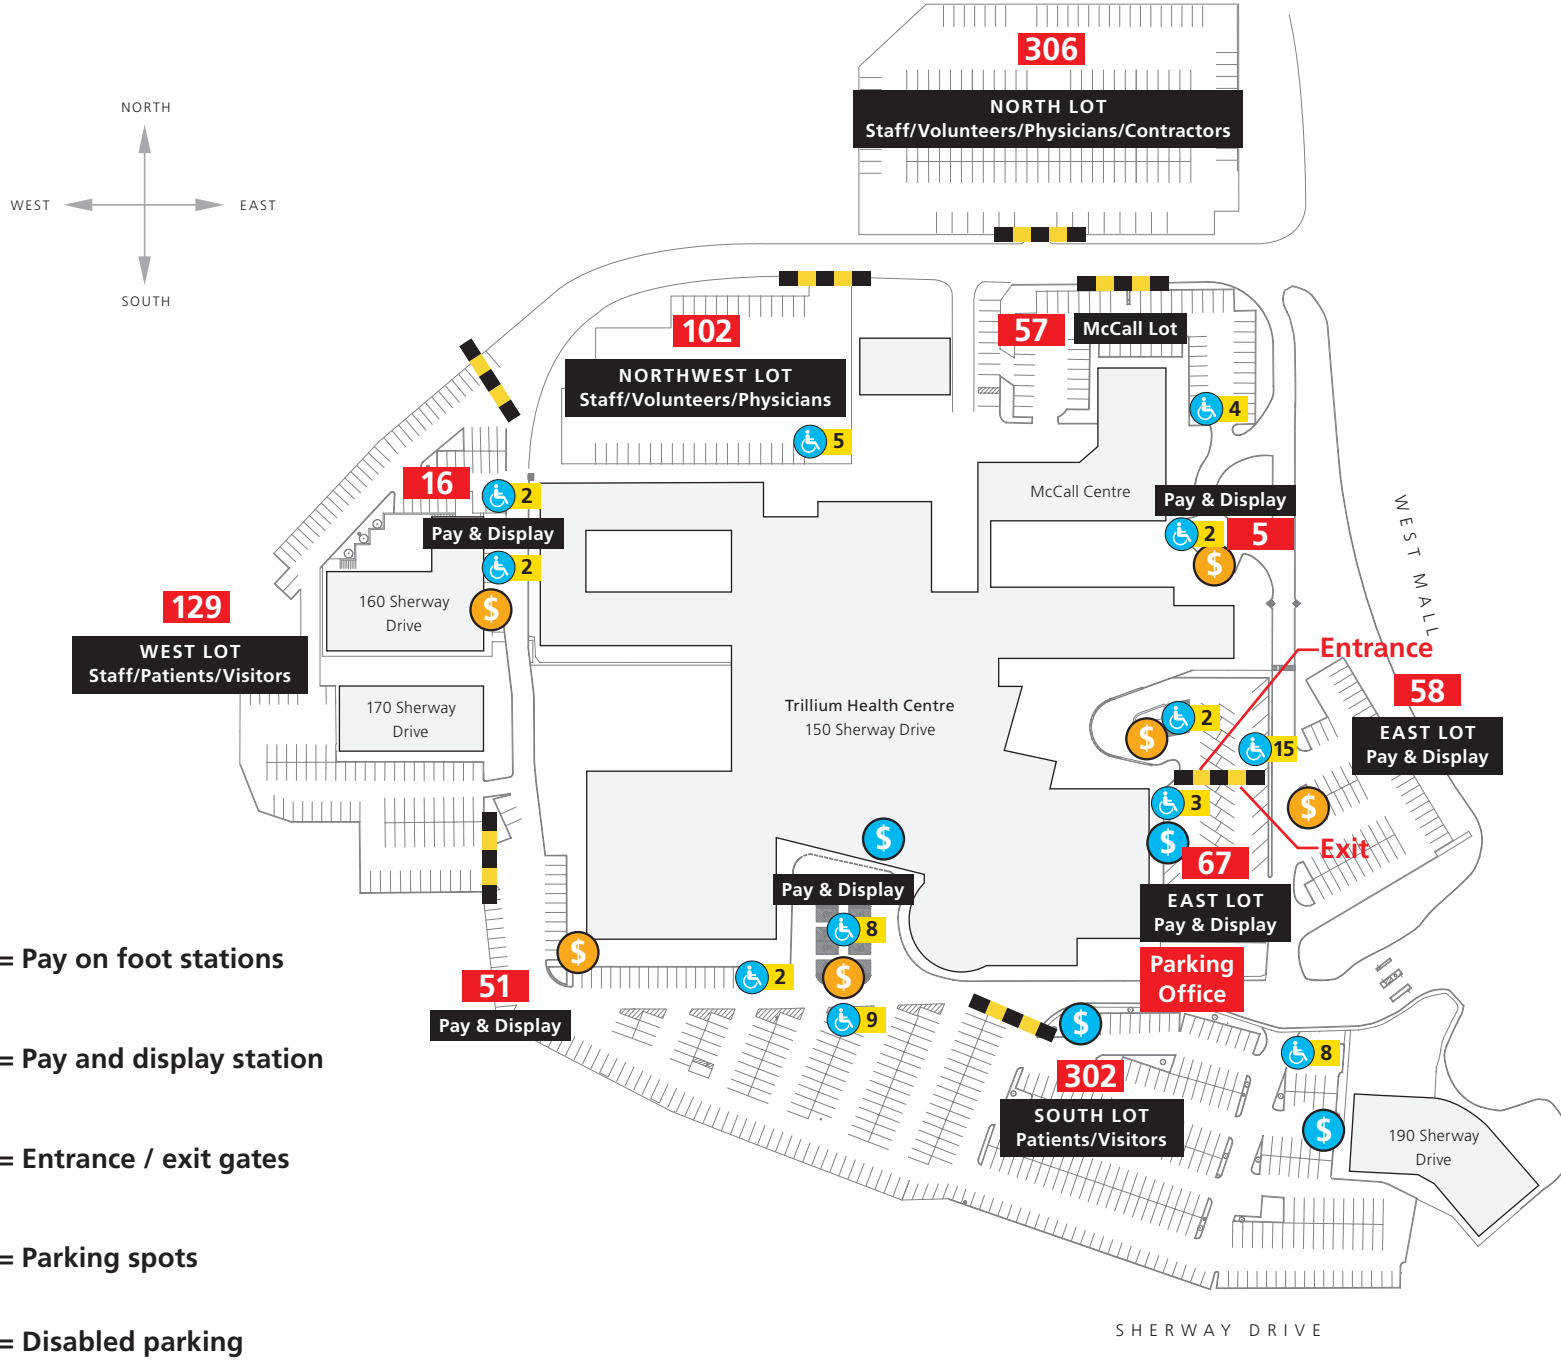 306
NORTH LOT
Staff/Volunteers/Physicians/Contractors
NORTH
WEST
EAST
SOUTH
102
NORTHWEST LOT
Staff/Volunteers/Physicians
5
57
McCall Lot
4
16
2
Pay & Display
2
McCall Centre
Pay & Display
2
5
WEST MALL
129
WEST LOT
Staff/Patients/Visitors
160 Sherway
Drive
170 Sherway
Drive
Trillium Health Centre
150 Sherway Drive
Entrance
58
EAST LOT
Pay & Display
2
15
3
Exit
67
EAST LOT
Pay & Display
Parking
Office
Pay & Display
8
2
9
51
Pay & Display
302
SOUTH LOT
Patients/Visitors
8
190 Sherway
Drive
= Pay on foot stations
= Pay and display station
= Entrance / exit gates
= Parking spots
= Disabled parking
SHERWAY DRIVE
$
$
$
$
$
$
$
$
$
$